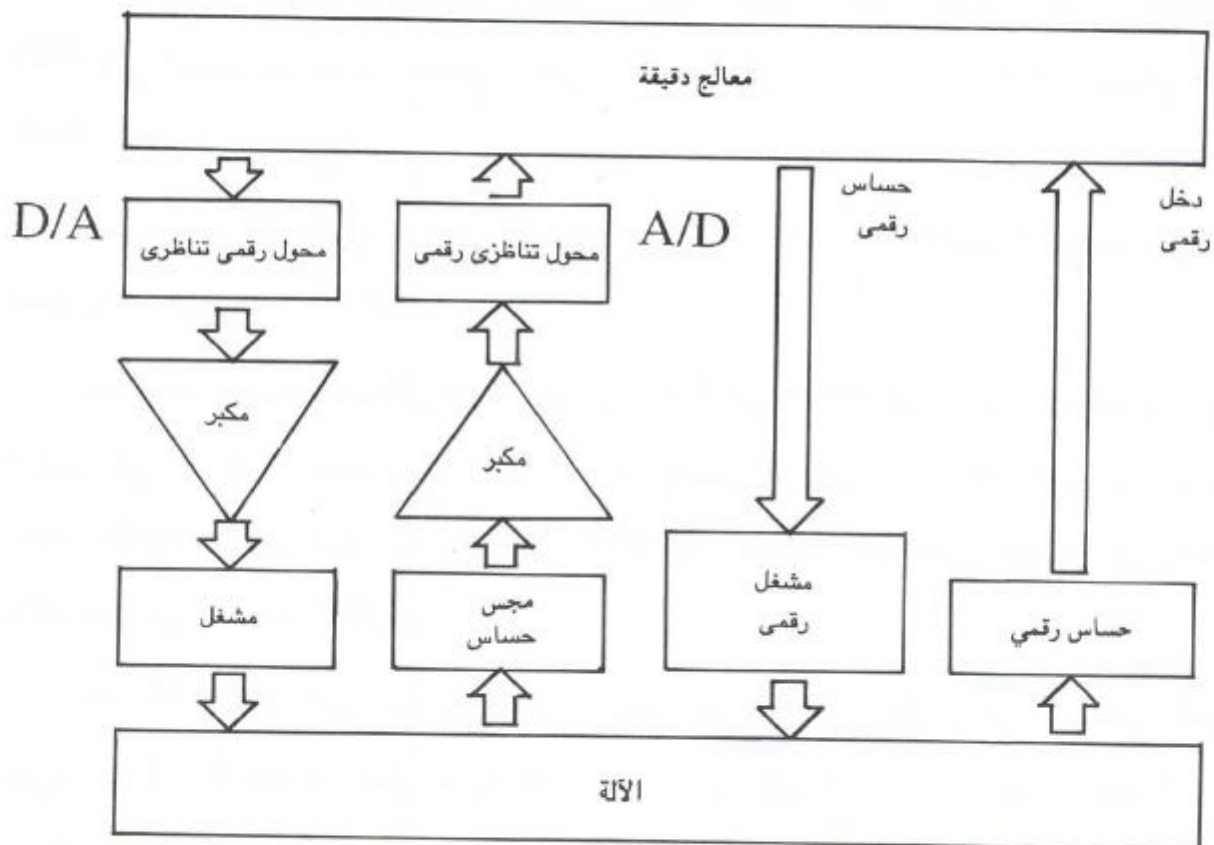 معالج دقيقة
D/A
محول رقمى تناظرى
محول تناظزى رقمى
A/D
حساس
رقمى
دخل
رقمى
مكبر
مكبر
مشغل
مجس
حساس
مشغل
رقمى
حساس رقمي
الآلة